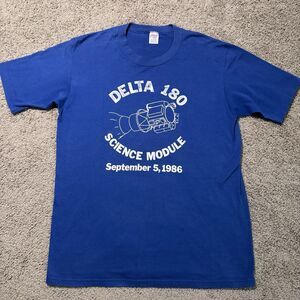 DELTA 180
SCIENCE MODULE
September 5, 1986